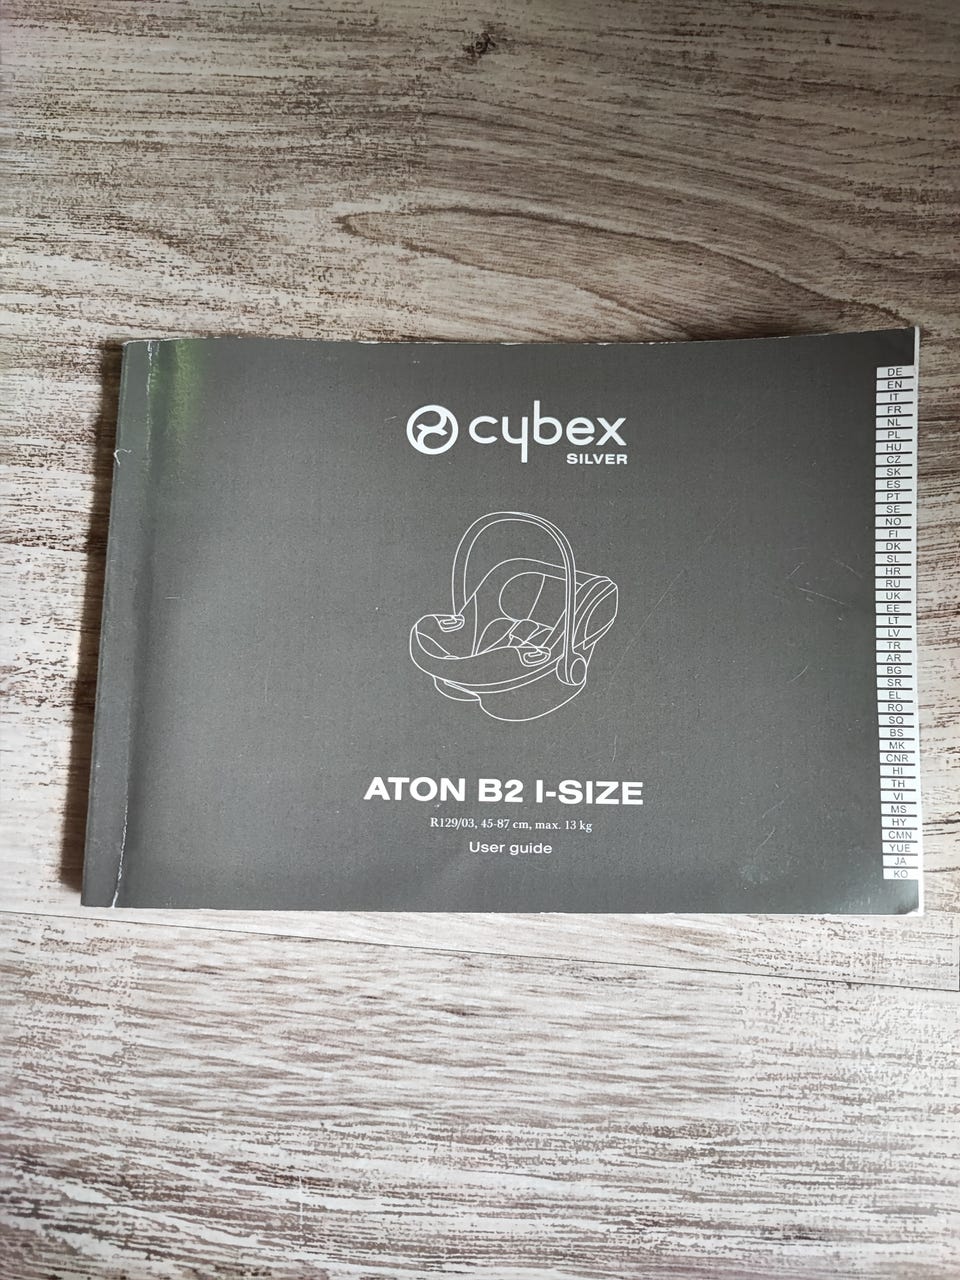 cybex
SILVER
ATON B2 I-SIZE
R129/03, 45-87 cm, max. 13 kg
User guide
DE
EN
IT
FR
NL
PL
HU
CZ
SK
ES
PT
SE
NO
FI
DK
SL
HR
RU
UK
EE
LT
LV
TR
AR
BG
SR
EL
RO
SQ
BS
MK
CNR
HI
TH
VI
MS
HY
CMN
YUE
JA
KO